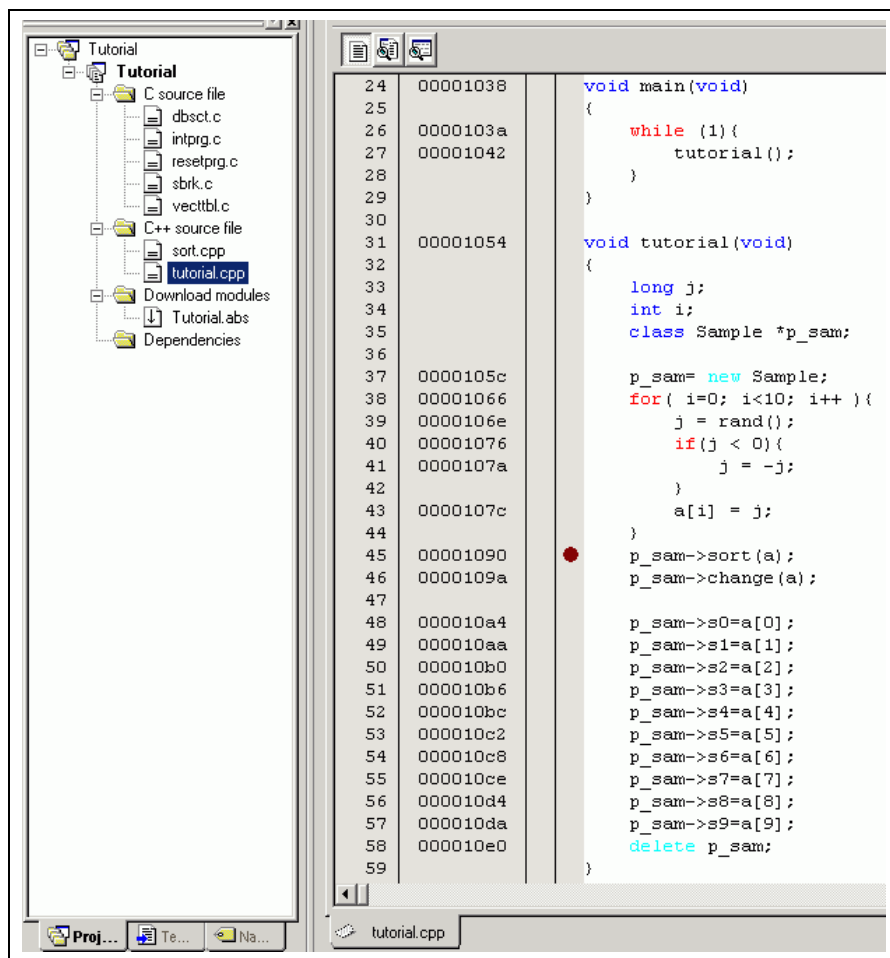 Tutorial
Tutorial
C source file
dbsct.c
intprg.c
resetprg.c
sbrk.c
vecttbl.c
C++ source file
sort.cpp
tutorial.cpp
Download modules
Tutorial.abs
Dependencies
Proj...
Te...
Na...
24 00001038 void main(void)
25 {
26 0000103a while (1){
27 00001042 tutorial();
28 }
29 }
30
31 00001054 void tutorial(void)
32 {
33 long j;
34 int i;
35 class Sample *p_sam;
36
37 0000105c p_sam= new Sample;
38 00001066 for( i=0; i<10; i++ ){
39 0000106e j = rand();
40 00001076 if(j < 0){
41 0000107a j = -j;
42 }
43 0000107c a[i] = j;
44 }
45 00001090 p_sam->sort(a);
46 0000109a p_sam->change(a);
47
48 000010a4 p_sam->s0=a[0];
49 000010aa p_sam->s1=a[1];
50 000010b0 p_sam->s2=a[2];
51 000010b6 p_sam->s3=a[3];
52 000010bc p_sam->s4=a[4];
53 000010c2 p_sam->s5=a[5];
54 000010c8 p_sam->s6=a[6];
55 000010ce p_sam->s7=a[7];
56 000010d4 p_sam->s8=a[8];
57 000010da p_sam->s9=a[9];
58 000010e0 delete p_sam;
59 }
tutorial.cpp